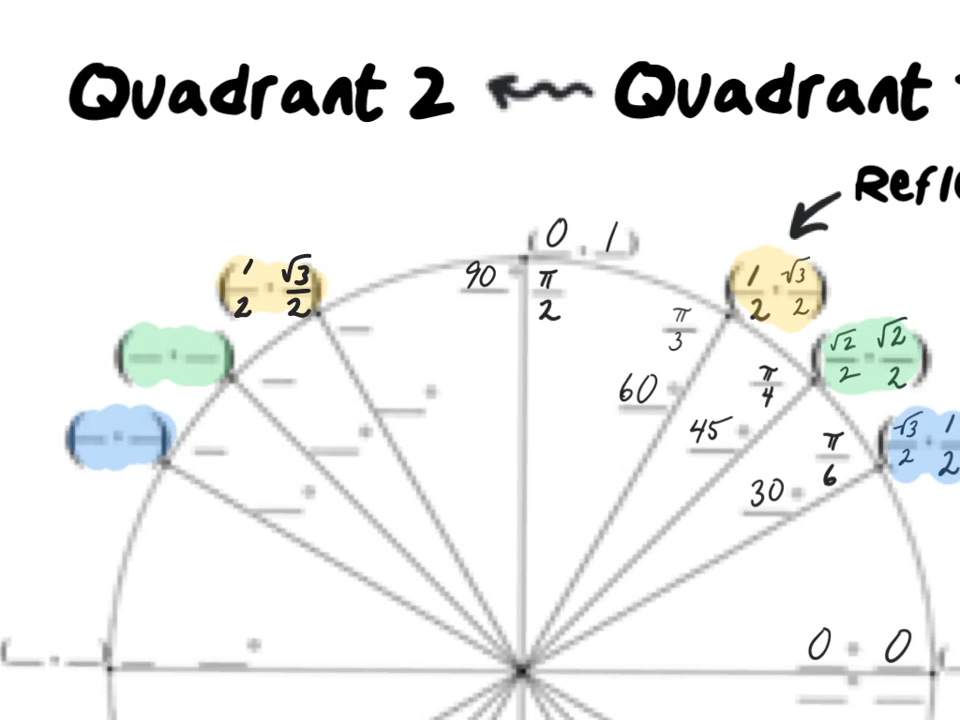 Quadrant 2 ← Quadrant
Refl
(0, 1)
(1/2, √3/2)
90° π/2
(1/2, √3/2)
π/3
60°
(√2/2, √2/2)
π/4
45°
(√3/2, 1/2
π/6
30°
0° 0